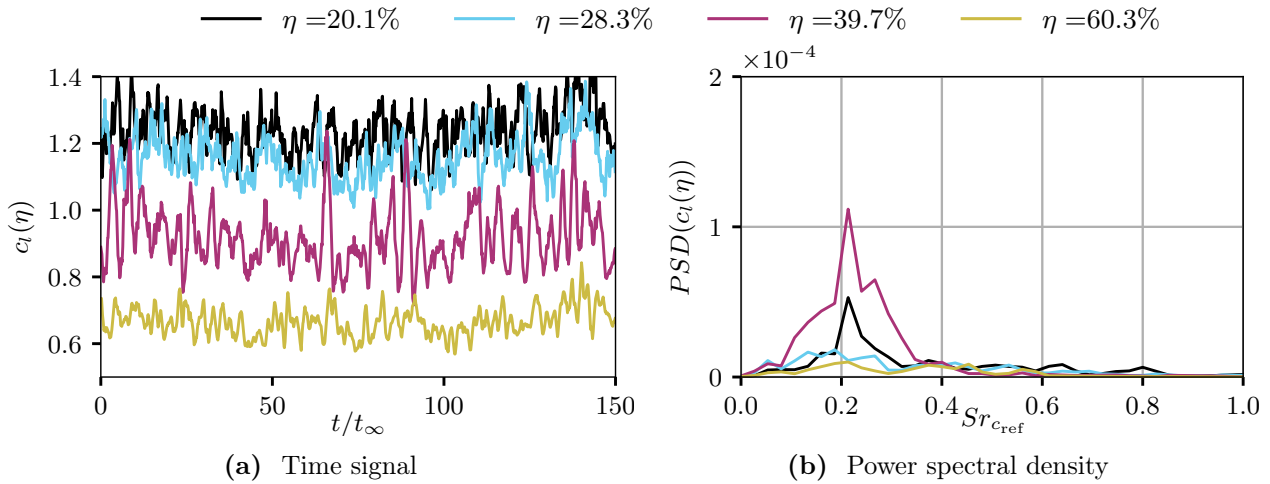 η =20.1% η =28.3% η =39.7% η =60.3%
×10⁻⁴
1.4
1.2
1.0
0.8
0.6
c_l(η)
0 50 100 150
t/t_∞
(a) Time signal
2
1
0
PSD(c_l(η))
0.0 0.2 0.4 0.6 0.8 1.0
Sr_{c_ref}
(b) Power spectral density